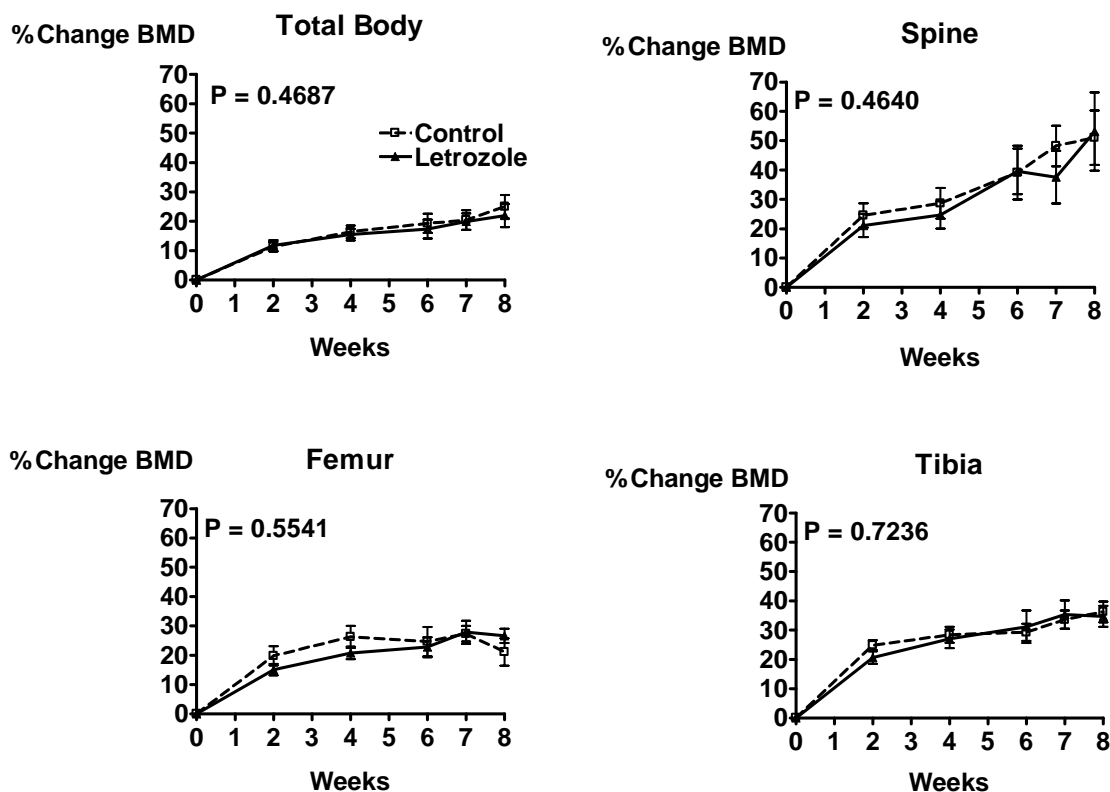 %Change BMD
Total Body
70
60
50
40
30
20
10
0
P = 0.4687
Control
Letrozole
0 1 2 3 4 5 6 7 8
Weeks
%Change BMD
Spine
70
60
50
40
30
20
10
0
P = 0.4640
0 1 2 3 4 5 6 7 8
Weeks
%Change BMD
Femur
70
60
50
40
30
20
10
0
P = 0.5541
0 1 2 3 4 5 6 7 8
Weeks
%Change BMD
Tibia
70
60
50
40
30
20
10
0
P = 0.7236
0 1 2 3 4 5 6 7 8
Weeks